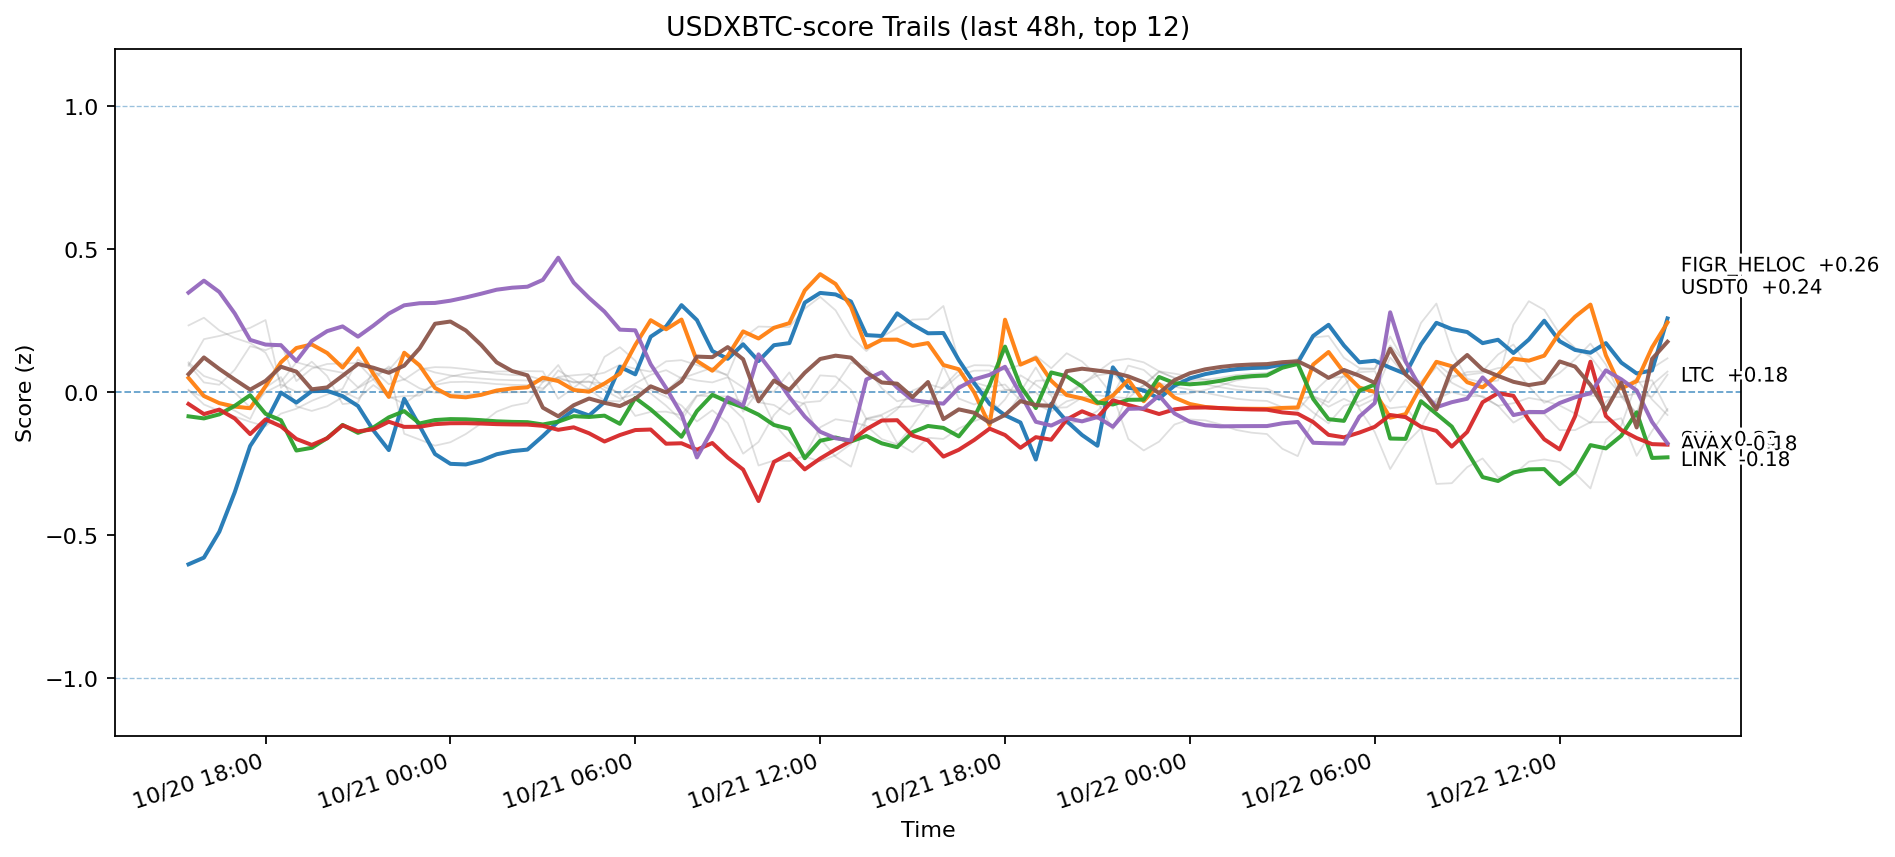 USDXBTC-score Trails (last 48h, top 12)
1.0
0.5
0.0
−0.5
−1.0
Score (z)
FIGR_HELOC  +0.26
USDT0  +0.24
LTC  +0.18
AVAX  -0.18
LINK  -0.18
10/20 18:00
10/21 00:00
10/21 06:00
10/21 12:00
10/21 18:00
10/22 00:00
10/22 06:00
10/22 12:00
Time